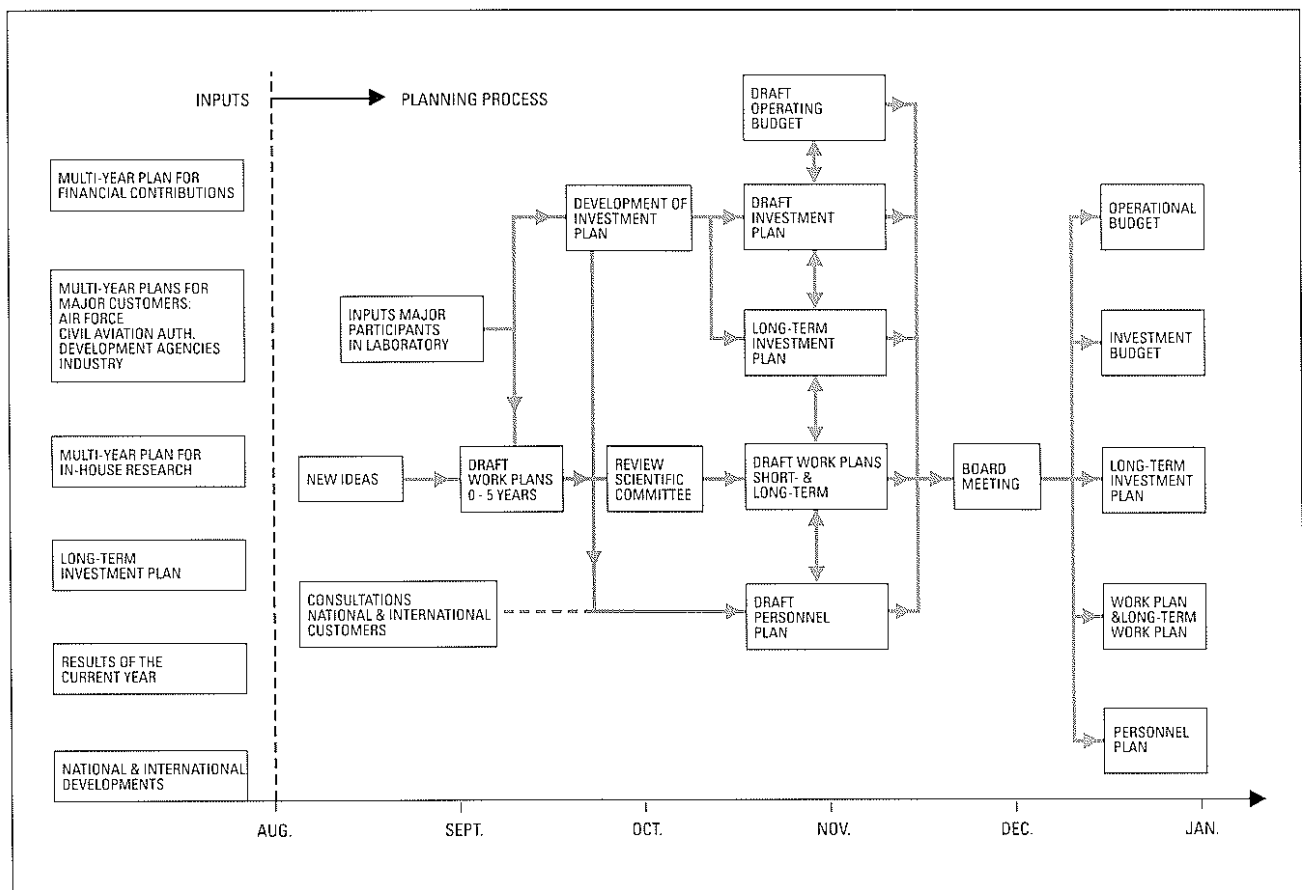 INPUTS
PLANNING PROCESS
MULTI-YEAR PLAN FOR
FINANCIAL CONTRIBUTIONS
MULTI-YEAR PLANS FOR
MAJOR CUSTOMERS:
AIR FORCE
CIVIL AVIATION AUTH.
DEVELOPMENT AGENCIES
INDUSTRY
MULTI-YEAR PLAN FOR
IN-HOUSE RESEARCH
LONG-TERM
INVESTMENT PLAN
RESULTS OF THE
CURRENT YEAR
NATIONAL & INTERNATIONAL
DEVELOPMENTS
INPUTS MAJOR
PARTICIPANTS
IN LABORATORY
NEW IDEAS
CONSULTATIONS
NATIONAL & INTERNATIONAL
CUSTOMERS
DRAFT
WORK PLANS
0 - 5 YEARS
DEVELOPMENT OF
INVESTMENT
PLAN
REVIEW
SCIENTIFIC
COMMITTEE
DRAFT
OPERATING
BUDGET
DRAFT
INVESTMENT
PLAN
LONG-TERM
INVESTMENT
PLAN
DRAFT WORK PLANS
SHORT- &
LONG-TERM
DRAFT
PERSONNEL
PLAN
BOARD
MEETING
OPERATIONAL
BUDGET
INVESTMENT
BUDGET
LONG-TERM
INVESTMENT
PLAN
WORK PLAN
&LONG-TERM
WORK PLAN
PERSONNEL
PLAN
AUG.
SEPT.
OCT.
NOV.
DEC.
JAN.